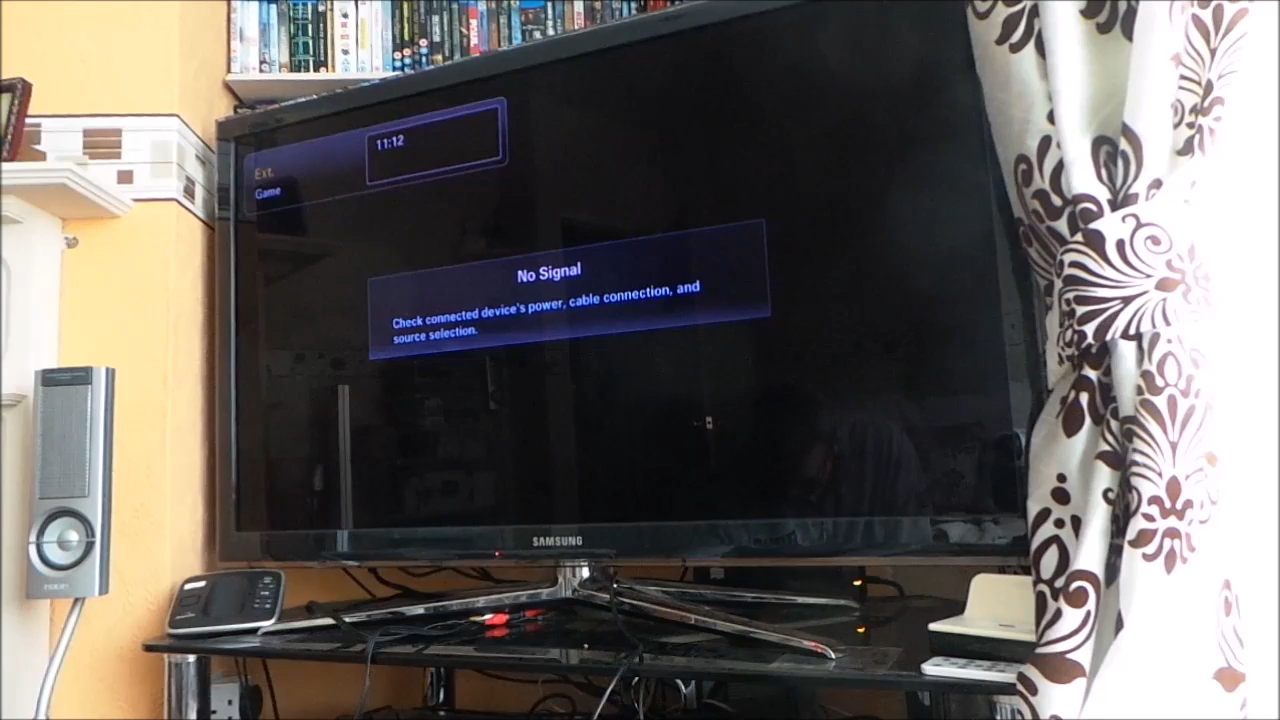 11:12
Ext.
Game
No Signal
Check connected device's power, cable connection, and
source selection.
SAMSUNG